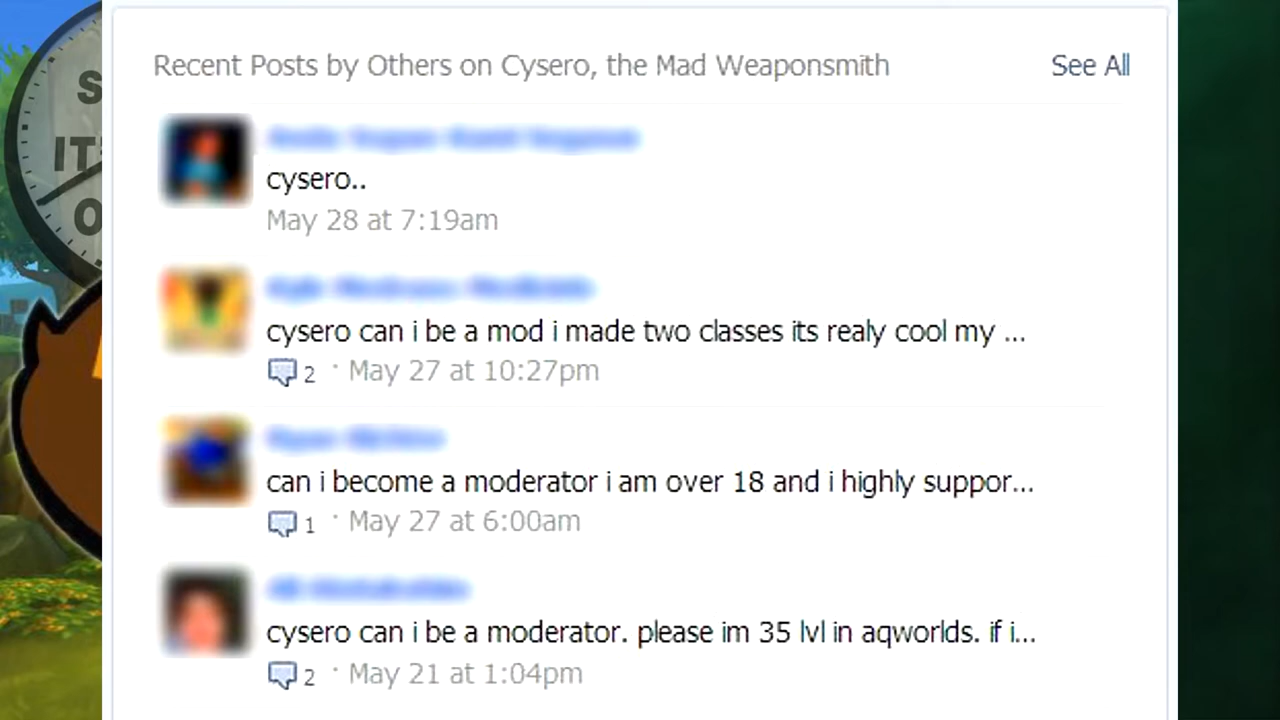 Recent Posts by Others on Cysero, the Mad Weaponsmith See All
cysero..
May 28 at 7:19am
cysero can i be a mod i made two classes its realy cool my ...
2 · May 27 at 10:27pm
can i become a moderator i am over 18 and i highly suppor...
1 · May 27 at 6:00am
cysero can i be a moderator. please im 35 lvl in aqworlds. if i...
2 · May 21 at 1:04pm